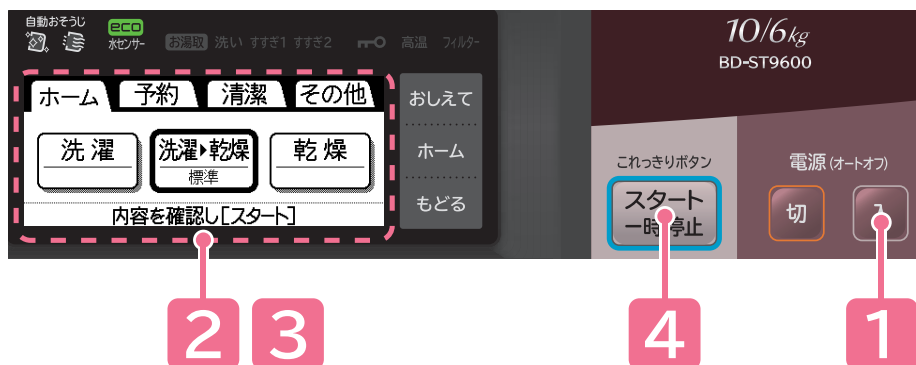 自動おそうじ
eco
水センサー
お湯取 洗い すすぎ1 すすぎ2 高温 フィルター
ホーム 予約 清潔 その他
洗濯
洗濯▶乾燥
標準
乾燥
内容を確認し[スタート]
おしえて
ホーム
もどる
10/6kg
BD-ST9600
これっきりボタン
スタート
一時停止
電源(オートオフ)
切
2 3 4 1